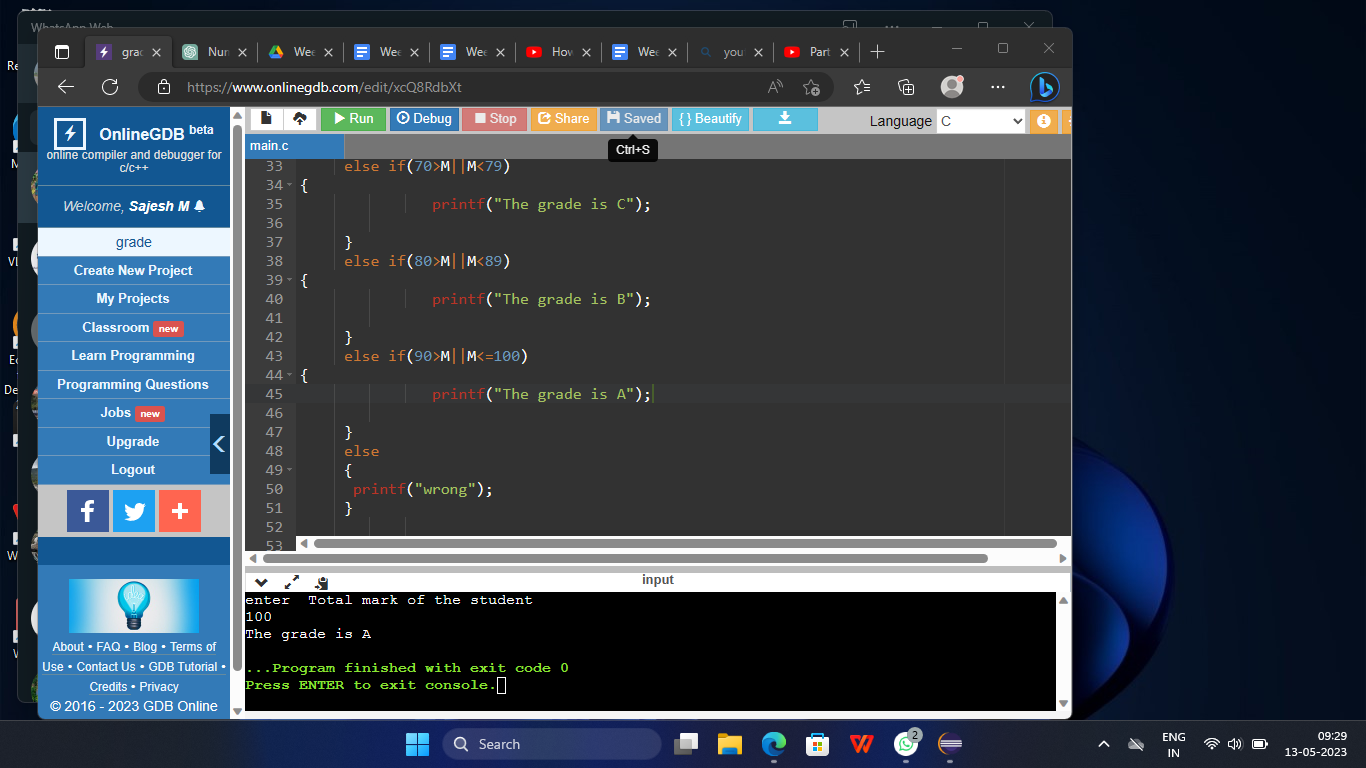 WhatsApp Web
grad
Nur
Wee
Wee
Wee
How
Wee
you
Part
https://www.onlinegdb.com/edit/xcQ8RdbXt
OnlineGDB beta
online compiler and debugger for
c/c++
Welcome, Sajesh M
grade
Create New Project
My Projects
Classroom new
Learn Programming
Programming Questions
Jobs new
Upgrade
Logout
About • FAQ • Blog • Terms of
Use • Contact Us • GDB Tutorial •
Credits • Privacy
© 2016 - 2023 GDB Online
Run
Debug
Stop
Share
Saved
{ } Beautify
Language C
Ctrl+S
main.c
33 else if(70>M||M<79)
34 {
35 printf("The grade is C");
36
37 }
38 else if(80>M||M<89)
39 {
40 printf("The grade is B");
41
42 }
43 else if(90>M||M<=100)
44 {
45 printf("The grade is A");
46
47 }
48 else
49 {
50 printf("wrong");
51 }
52
53
input
enter  Total mark of the student
100
The grade is A
...Program finished with exit code 0
Press ENTER to exit console.
Search
2
ENG
IN
09:29
13-05-2023